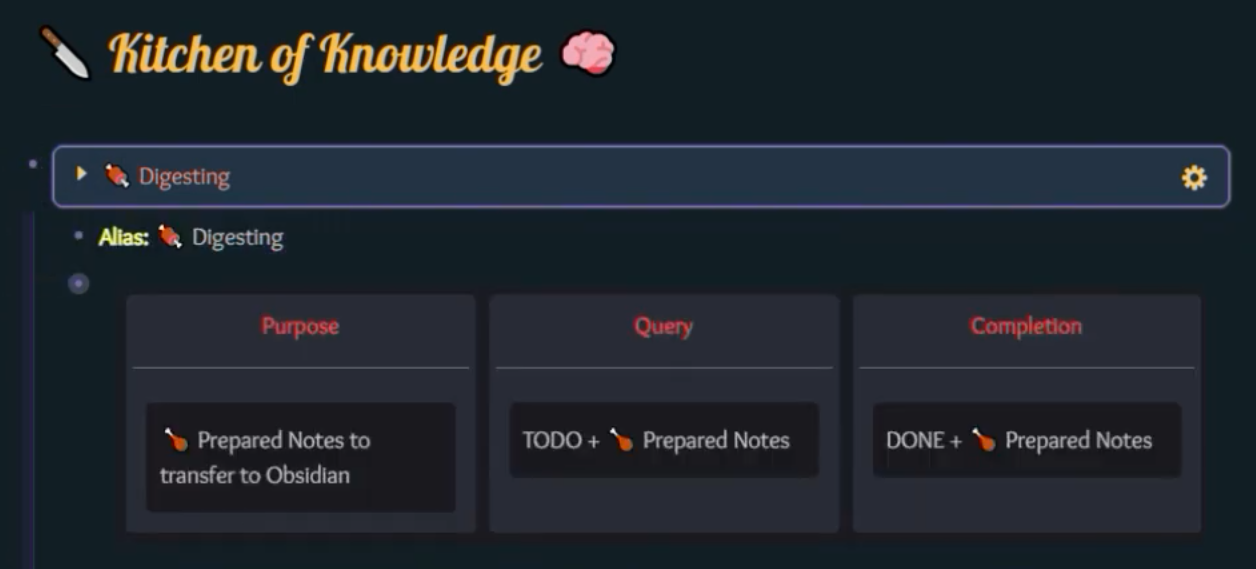 🔪 Kitchen of Knowledge 🧠
🍖 Digesting
Alias: 🍖 Digesting
Purpose
Query
Completion
🍗 Prepared Notes to
transfer to Obsidian
TODO + 🍗 Prepared Notes
DONE + 🍗 Prepared Notes